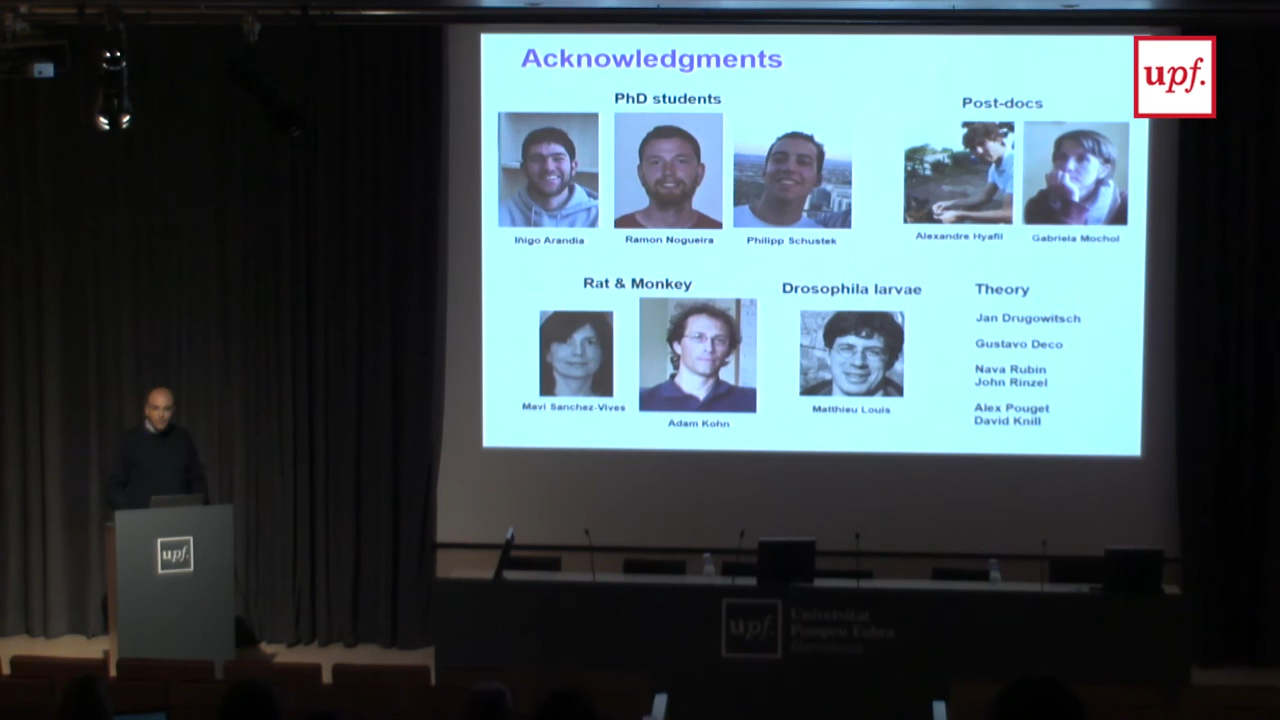 Acknowledgments
PhD students
Post-docs
Iñigo Arandia
Ramon Nogueira
Philipp Schustek
Alexandre Hyafil
Gabriela Mochol
Rat & Monkey
Drosophila larvae
Theory
Mavi Sanchez-Vives
Adam Kohn
Matthieu Louis
Jan Drugowitsch
Gustavo Deco
Nava Rubin
John Rinzel
Alex Pouget
David Knill
upf.
upf.
upf.
Universitat
Pompeu Fabra
Barcelona